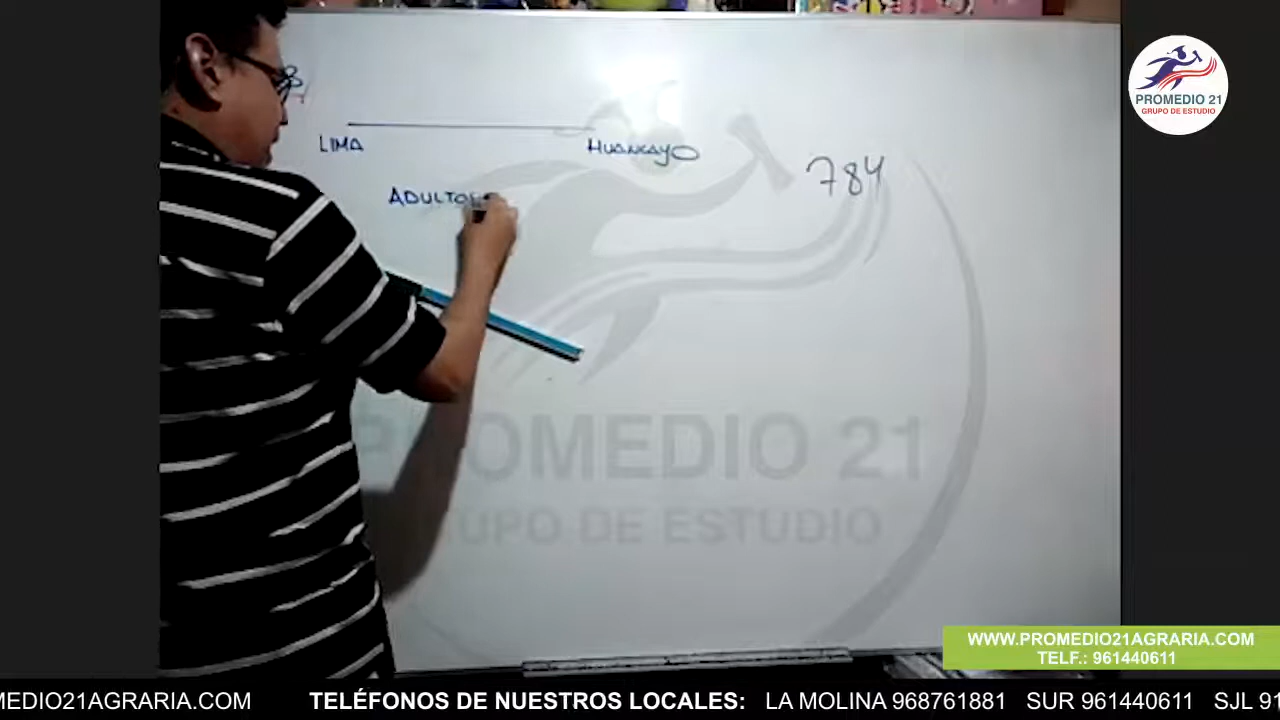 PROMEDIO 21
GRUPO DE ESTUDIO
LIMA
HUANCAYO
784
ADULTO
PROMEDIO 21
GRUPO DE ESTUDIO
WWW.PROMEDIO21AGRARIA.COM
TELF.: 961440611
MEDIO21AGRARIA.COM TELÉFONOS DE NUESTROS LOCALES: LA MOLINA 968761881 SUR 961440611 SJL 91